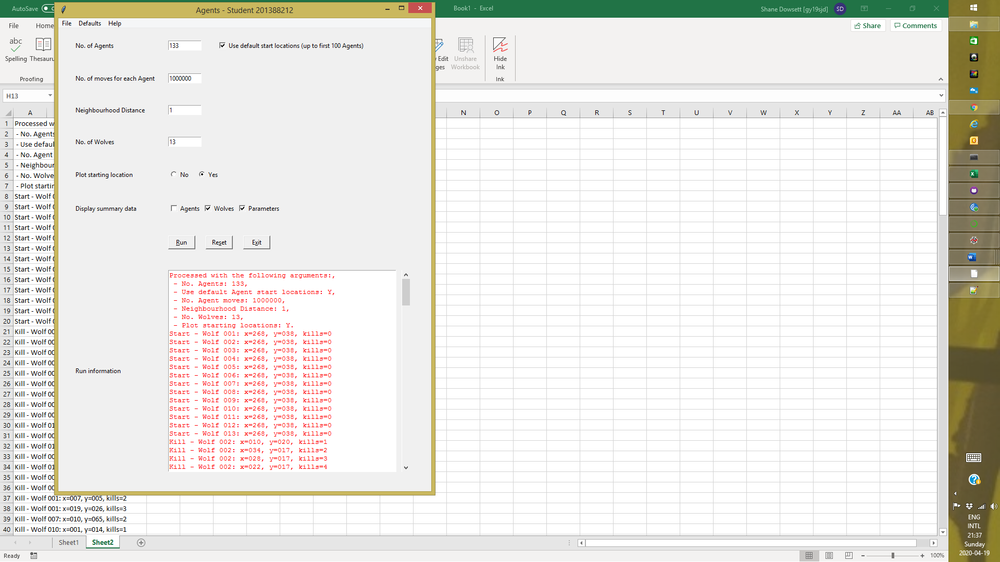 AutoSave
Book1 - Excel
Shane Dowsett [gy19sjd]
SD
File
Home
Share
Comments
abc
Spelling
Proofing
Unshare
Workbook
Hide
Ink
Ink
H13
A N O P Q R S T U V W X Y Z AA AB
Agents - Student 201388212
File Defaults Help
No. of Agents 133 Use default start locations (up to first 100 Agents)
No. of moves for each Agent 1000000
Neighbourhood Distance 1
No. of Wolves 13
Plot starting location No Yes
Display summary data Agents Wolves Parameters
Run Reset Exit
Run information
Processed with the following arguments:,
- No. Agents: 133,
- Use default Agent start locations: Y,
- No. Agent moves: 1000000,
- Neighbourhood Distance: 1,
- No. Wolves: 13,
- Plot starting locations: Y.
Start - Wolf 001: x=268, y=038, kills=0
Start - Wolf 002: x=268, y=038, kills=0
Start - Wolf 003: x=268, y=038, kills=0
Start - Wolf 004: x=268, y=038, kills=0
Start - Wolf 005: x=268, y=038, kills=0
Start - Wolf 006: x=268, y=038, kills=0
Start - Wolf 007: x=268, y=038, kills=0
Start - Wolf 008: x=268, y=038, kills=0
Start - Wolf 009: x=268, y=038, kills=0
Start - Wolf 010: x=268, y=038, kills=0
Start - Wolf 011: x=268, y=038, kills=0
Start - Wolf 012: x=268, y=038, kills=0
Start - Wolf 013: x=268, y=038, kills=0
Kill - Wolf 002: x=010, y=020, kills=1
Kill - Wolf 002: x=034, y=017, kills=2
Kill - Wolf 002: x=028, y=017, kills=3
Kill - Wolf 002: x=022, y=017, kills=4
1 Processed
2 - No. Agents
3 - Use
4 - No. Agent
5 -
6 - No.
7 - Plot
8 Start - Wolf
9 Start - Wolf
10 Start - Wolf
11 Start - Wolf
12 Start - Wolf
13 Start - Wolf
14 Start - Wolf
15 Start - Wolf
16 Start - Wolf
17 Start - Wolf
18 Start - Wolf
19 Start - Wolf
20 Start - Wolf
21 Kill - Wolf 00
22 Kill - Wolf 00
23 Kill - Wolf 00
24 Kill - Wolf 00
25 Kill - Wolf 00
26 Kill - Wolf 00
27 Kill - Wolf 00
28 Kill - Wolf 00
29 Kill - Wolf 00
30 Kill - Wolf 01
31 Kill - Wolf 00
32 Kill - Wolf 01
33 Kill - Wolf 00
34 Kill - Wolf 01
35 Kill - Wolf 00
36 Kill - Wolf 00
37 Kill - Wolf 001: x=007, y=005, kills=2
38 Kill - Wolf 001: x=019, y=026, kills=3
39 Kill - Wolf 007: x=010, y=065, kills=2
40 Kill - Wolf 010: x=001, y=014, kills=1
Sheet1 Sheet2
Ready
100%
ENG
INTL
21:37
Sunday
2020-04-19